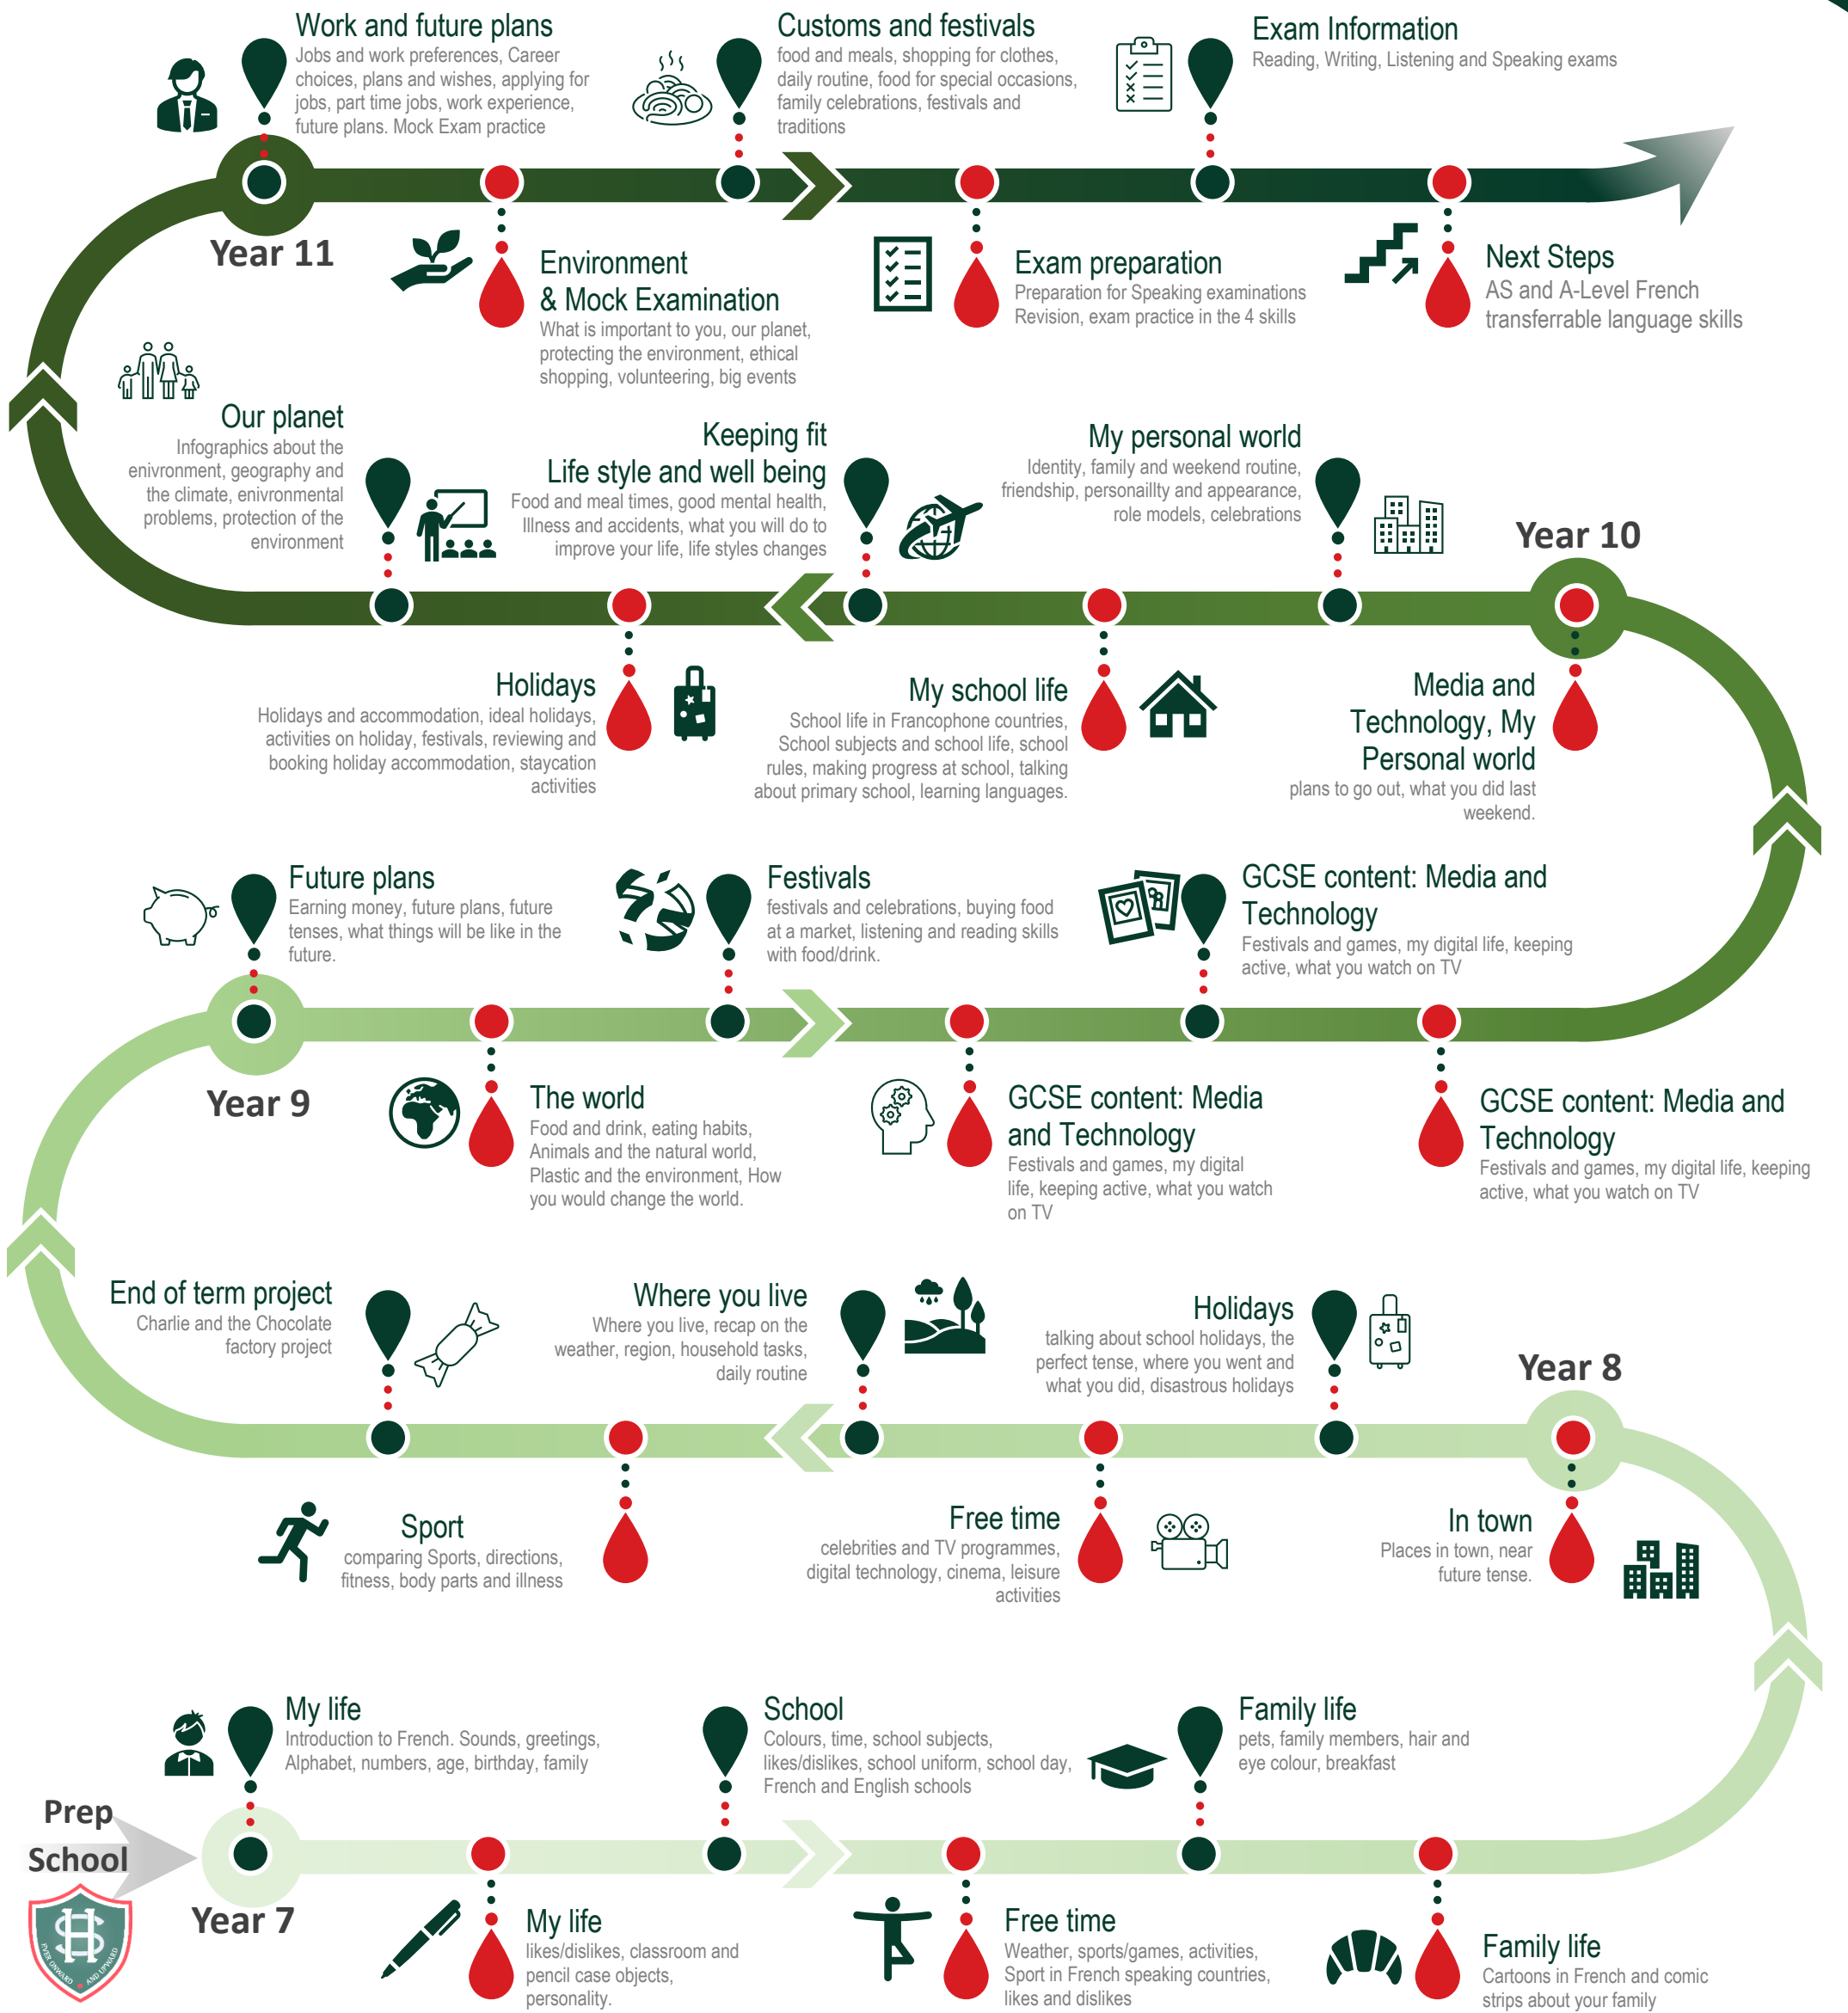 Work and future plans
Jobs and work preferences, Career
choices, plans and wishes, applying for
jobs, part time jobs, work experience,
future plans. Mock Exam practice
Customs and festivals
food and meals, shopping for clothes,
daily routine, food for special occasions,
family celebrations, festivals and
traditions
Exam Information
Reading, Writing, Listening and Speaking exams
Year 11
Environment
& Mock Examination
What is important to you, our planet,
protecting the environment, ethical
shopping, volunteering, big events
Exam preparation
Preparation for Speaking examinations
Revision, exam practice in the 4 skills
Next Steps
AS and A-Level French
transferrable language skills
Our planet
Infographics about the
enivronment, geography and
the climate, enivronmental
problems, protection of the
environment
Keeping fit
Life style and well being
Food and meal times, good mental health,
Illness and accidents, what you will do to
improve your life, life styles changes
My personal world
Identity, family and weekend routine,
friendship, personaillty and appearance,
role models, celebrations
Year 10
Holidays
Holidays and accommodation, ideal holidays,
activities on holiday, festivals, reviewing and
booking holiday accommodation, staycation
activities
My school life
School life in Francophone countries,
School subjects and school life, school
rules, making progress at school, talking
about primary school, learning languages.
Media and
Technology, My
Personal world
plans to go out, what you did last
weekend.
Future plans
Earning money, future plans, future
tenses, what things will be like in the
future.
Festivals
festivals and celebrations, buying food
at a market, listening and reading skills
with food/drink.
GCSE content: Media and
Technology
Festivals and games, my digital life, keeping
active, what you watch on TV
Year 9
The world
Food and drink, eating habits,
Animals and the natural world,
Plastic and the environment, How
you would change the world.
GCSE content: Media
and Technology
Festivals and games, my digital
life, keeping active, what you watch
on TV
GCSE content: Media and
Technology
Festivals and games, my digital life, keeping
active, what you watch on TV
End of term project
Charlie and the Chocolate
factory project
Where you live
Where you live, recap on the
weather, region, household tasks,
daily routine
Holidays
talking about school holidays, the
perfect tense, where you went and
what you did, disastrous holidays
Year 8
Sport
comparing Sports, directions,
fitness, body parts and illness
Free time
celebrities and TV programmes,
digital technology, cinema, leisure
activities
In town
Places in town, near
future tense.
My life
Introduction to French. Sounds, greetings,
Alphabet, numbers, age, birthday, family
School
Colours, time, school subjects,
likes/dislikes, school uniform, school day,
French and English schools
Family life
pets, family members, hair and
eye colour, breakfast
Prep
School
Year 7
EVER ONWARD AND UPWARD
My life
likes/dislikes, classroom and
pencil case objects,
personality.
Free time
Weather, sports/games, activities,
Sport in French speaking countries,
likes and dislikes
Family life
Cartoons in French and comic
strips about your family